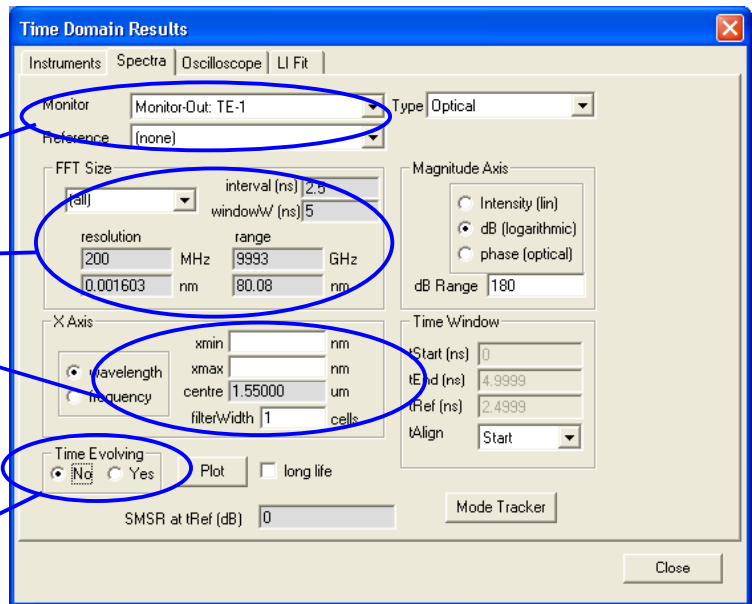 Time Domain Results
Instruments Spectra Oscilloscope LI Fit
Monitor Monitor-Out: TE-1 Type Optical
Reference (none)
FFT Size
(all)
interval (ns) 2.5
windowW (ns) 5
resolution range
200 MHz 9993 GHz
0.001603 nm 80.08 nm
Magnitude Axis
Intensity (lin)
dB (logarithmic)
phase (optical)
dB Range 180
X Axis
wavelength
frequency
xmin nm
xmax nm
centre 1.55000 um
filterWidth 1 cells
Time Window
tStart (ns) 0
tEnd (ns) 4.9999
tRef (ns) 2.4999
tAlign Start
Time Evolving
No Yes
Plot long life
SMSR at tRef (dB) 0
Mode Tracker
Close